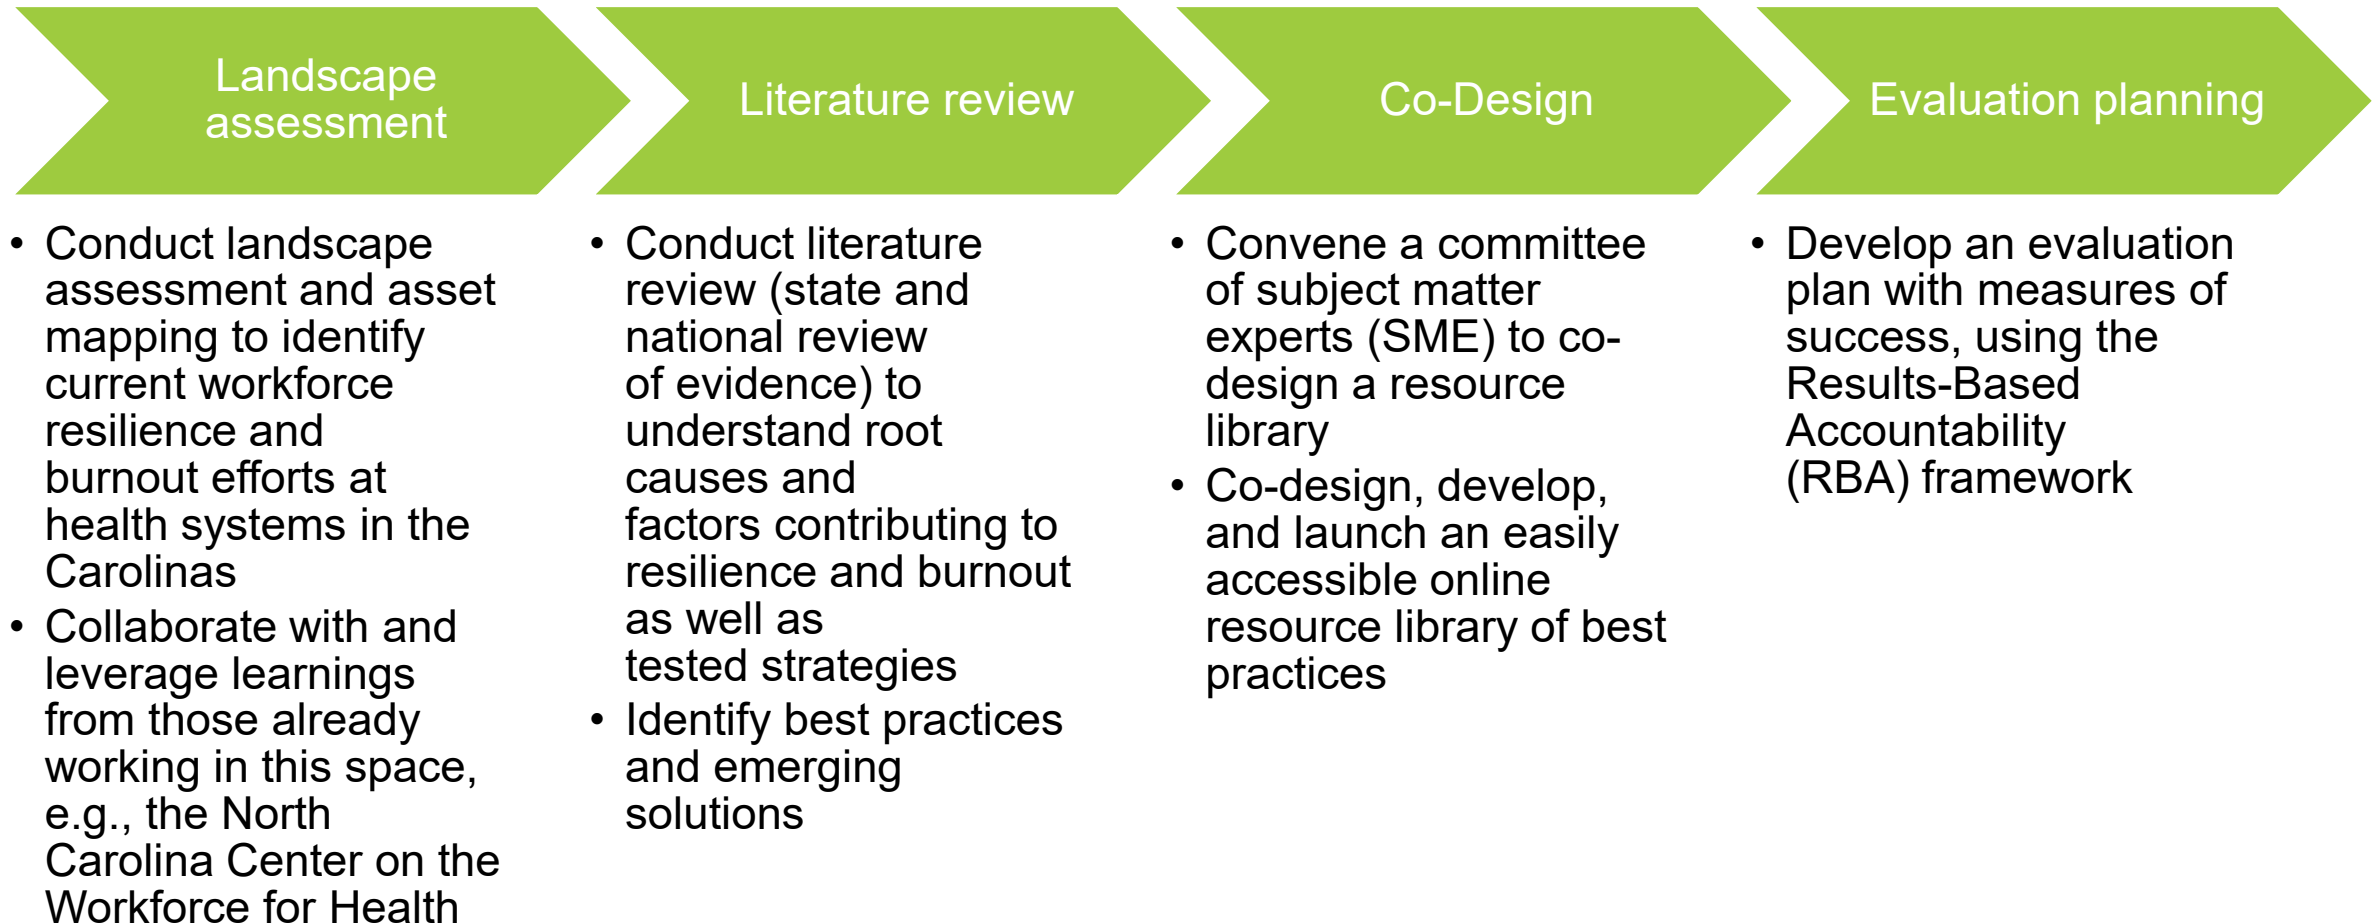 Landscape
assessment
• Conduct landscape
assessment and asset
mapping to identify
current workforce
resilience and
burnout efforts at
health systems in the
Carolinas
• Collaborate with and
leverage learnings
from those already
working in this space,
e.g., the North
Carolina Center on the
Workforce for Health
Literature review
• Conduct literature
review (state and
national review
of evidence) to
understand root
causes and
factors contributing to
resilience and burnout
as well as
tested strategies
• Identify best practices
and emerging
solutions
Co-Design
• Convene a committee
of subject matter
experts (SME) to co-
design a resource
library
• Co-design, develop,
and launch an easily
accessible online
resource library of best
practices
Evaluation planning
• Develop an evaluation
plan with measures of
success, using the
Results-Based
Accountability
(RBA) framework